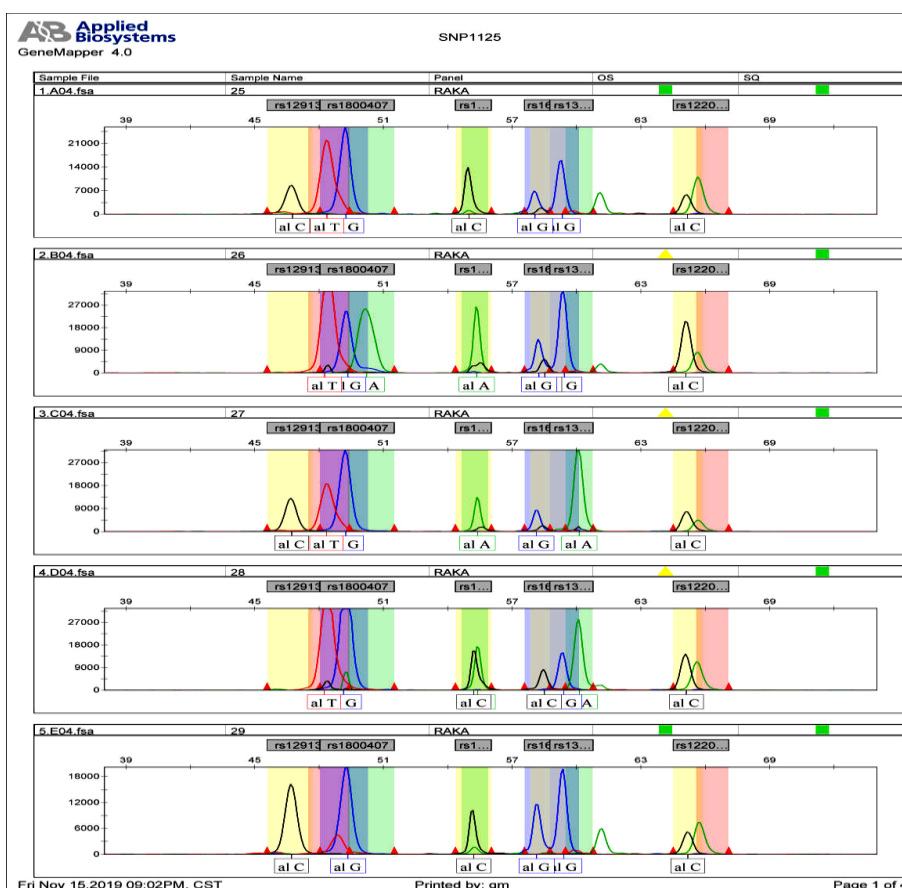 AB Applied
Biosystems
GeneMapper 4.0
SNP1125
Sample File Sample Name Panel OS SQ
1.A04.fsa 25 RAKA
rs12913 rs1800407 rs1... rs16 rs13... rs1220...
39 45 51 57 63 69
21000
14000
7000
0
al C al T G al C al G al G al C
2.B04.fsa 26 RAKA
rs12913 rs1800407 rs1... rs16 rs13... rs1220...
39 45 51 57 63 69
27000
18000
9000
0
al T G A al A al G G al C
3.C04.fsa 27 RAKA
rs12913 rs1800407 rs1... rs16 rs13... rs1220...
39 45 51 57 63 69
27000
18000
9000
0
al C al T G al A al G al A al C
4.D04.fsa 28 RAKA
rs12913 rs1800407 rs1... rs16 rs13... rs1220...
39 45 51 57 63 69
27000
18000
9000
0
al T G al C al C G A al C
5.E04.fsa 29 RAKA
rs12913 rs1800407 rs1... rs16 rs13... rs1220...
39 45 51 57 63 69
18000
12000
6000
0
al C al G al C al G al G al C
Fri Nov 15,2019 09:02PM, CST Printed by: gm Page 1 of